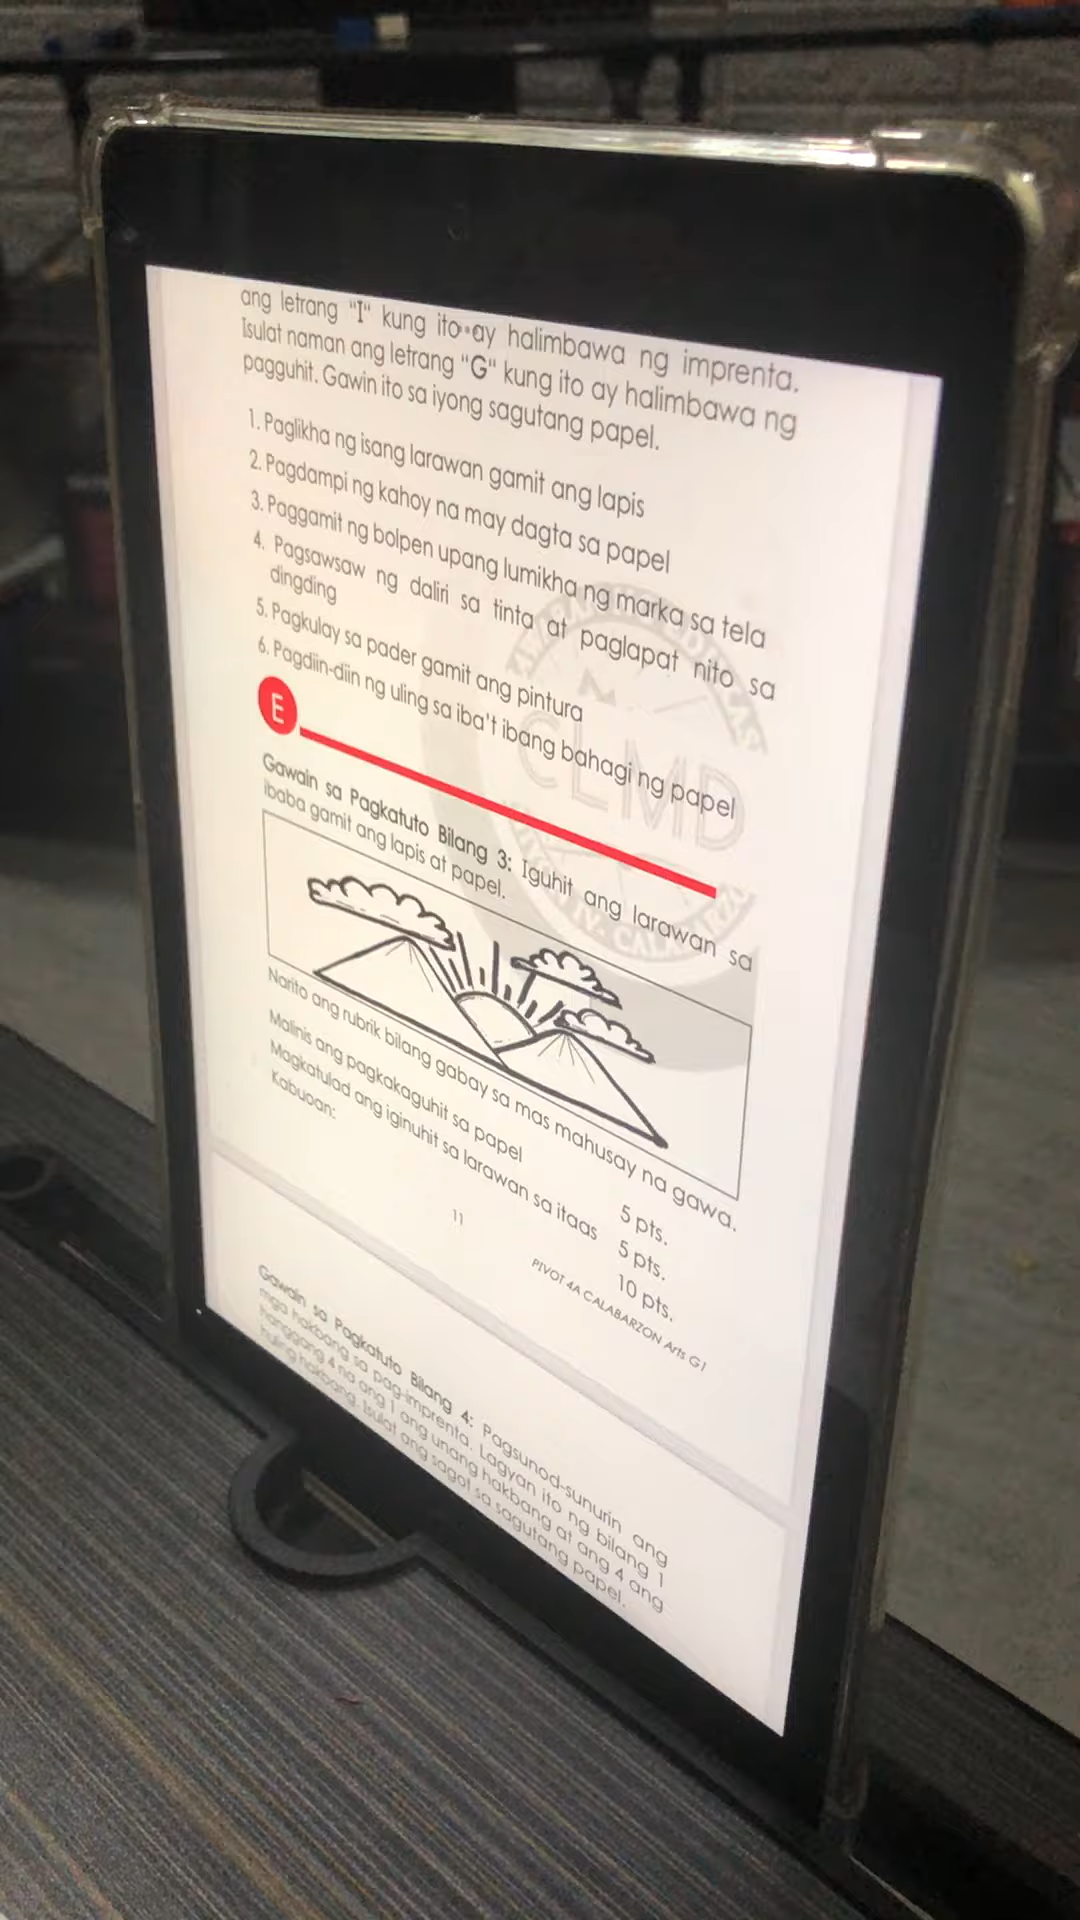 ang letrang "I" kung ito ay halimbawa ng imprenta.
Isulat naman ang letrang "G" kung ito ay halimbawa ng
pagguhit. Gawin ito sa iyong sagutang papel.
1. Paglikha ng isang larawan gamit ang lapis
2. Pagdampi ng kahoy na may dagta sa papel
3. Paggamit ng bolpen upang lumikha ng marka sa tela
4. Pagsawsaw ng daliri sa tinta at paglapat nito sa
dingding
5. Pagkulay sa pader gamit ang pintura
6. Pagdiin-diin ng uling sa iba't ibang bahagi ng papel
E
CLMD
Gawain sa Pagkatuto Bilang 3: Iguhit ang larawan sa
ibaba gamit ang lapis at papel.
Narito ang rubrik bilang gabay sa mas mahusay na gawa.
Malinis ang pagkakaguhit sa papel 5 pts.
Magkatulad ang iginuhit sa larawan sa itaas 5 pts.
Kabuoan: 10 pts.
11
PIVOT 4A CALABARZON Arts G1
Gawain sa Pagkatuto Bilang 4: Pagsunod-sunurin ang
mga hakbang sa pag-imprenta. Lagyan ito ng bilang 1
hanggang 4 na ang 1 ang unang hakbang at ang 4 ang
huling hakbang. Isulat ang sagot sa sagutang papel.